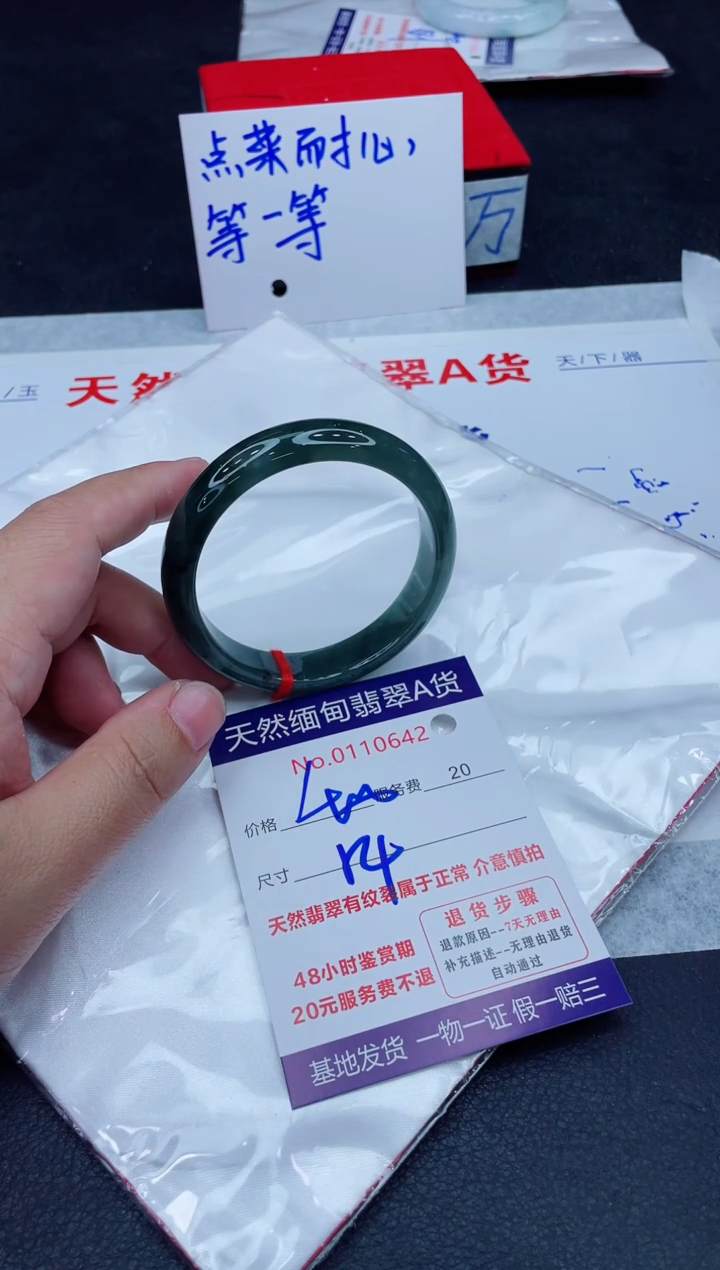 点菜耐扎,
等一等
万
/玉
天然
翠A货
天/下/器
天然缅甸翡翠A货
No.0110642
价格
服务费 20
尺寸
天然翡翠有纹裂属于正常 介意慎拍
48小时鉴赏期
20元服务费不退
退货步骤
退款原因--7天无理由
补充描述--无理由退货
自动通过
基地发货 一物一证 假一赔三